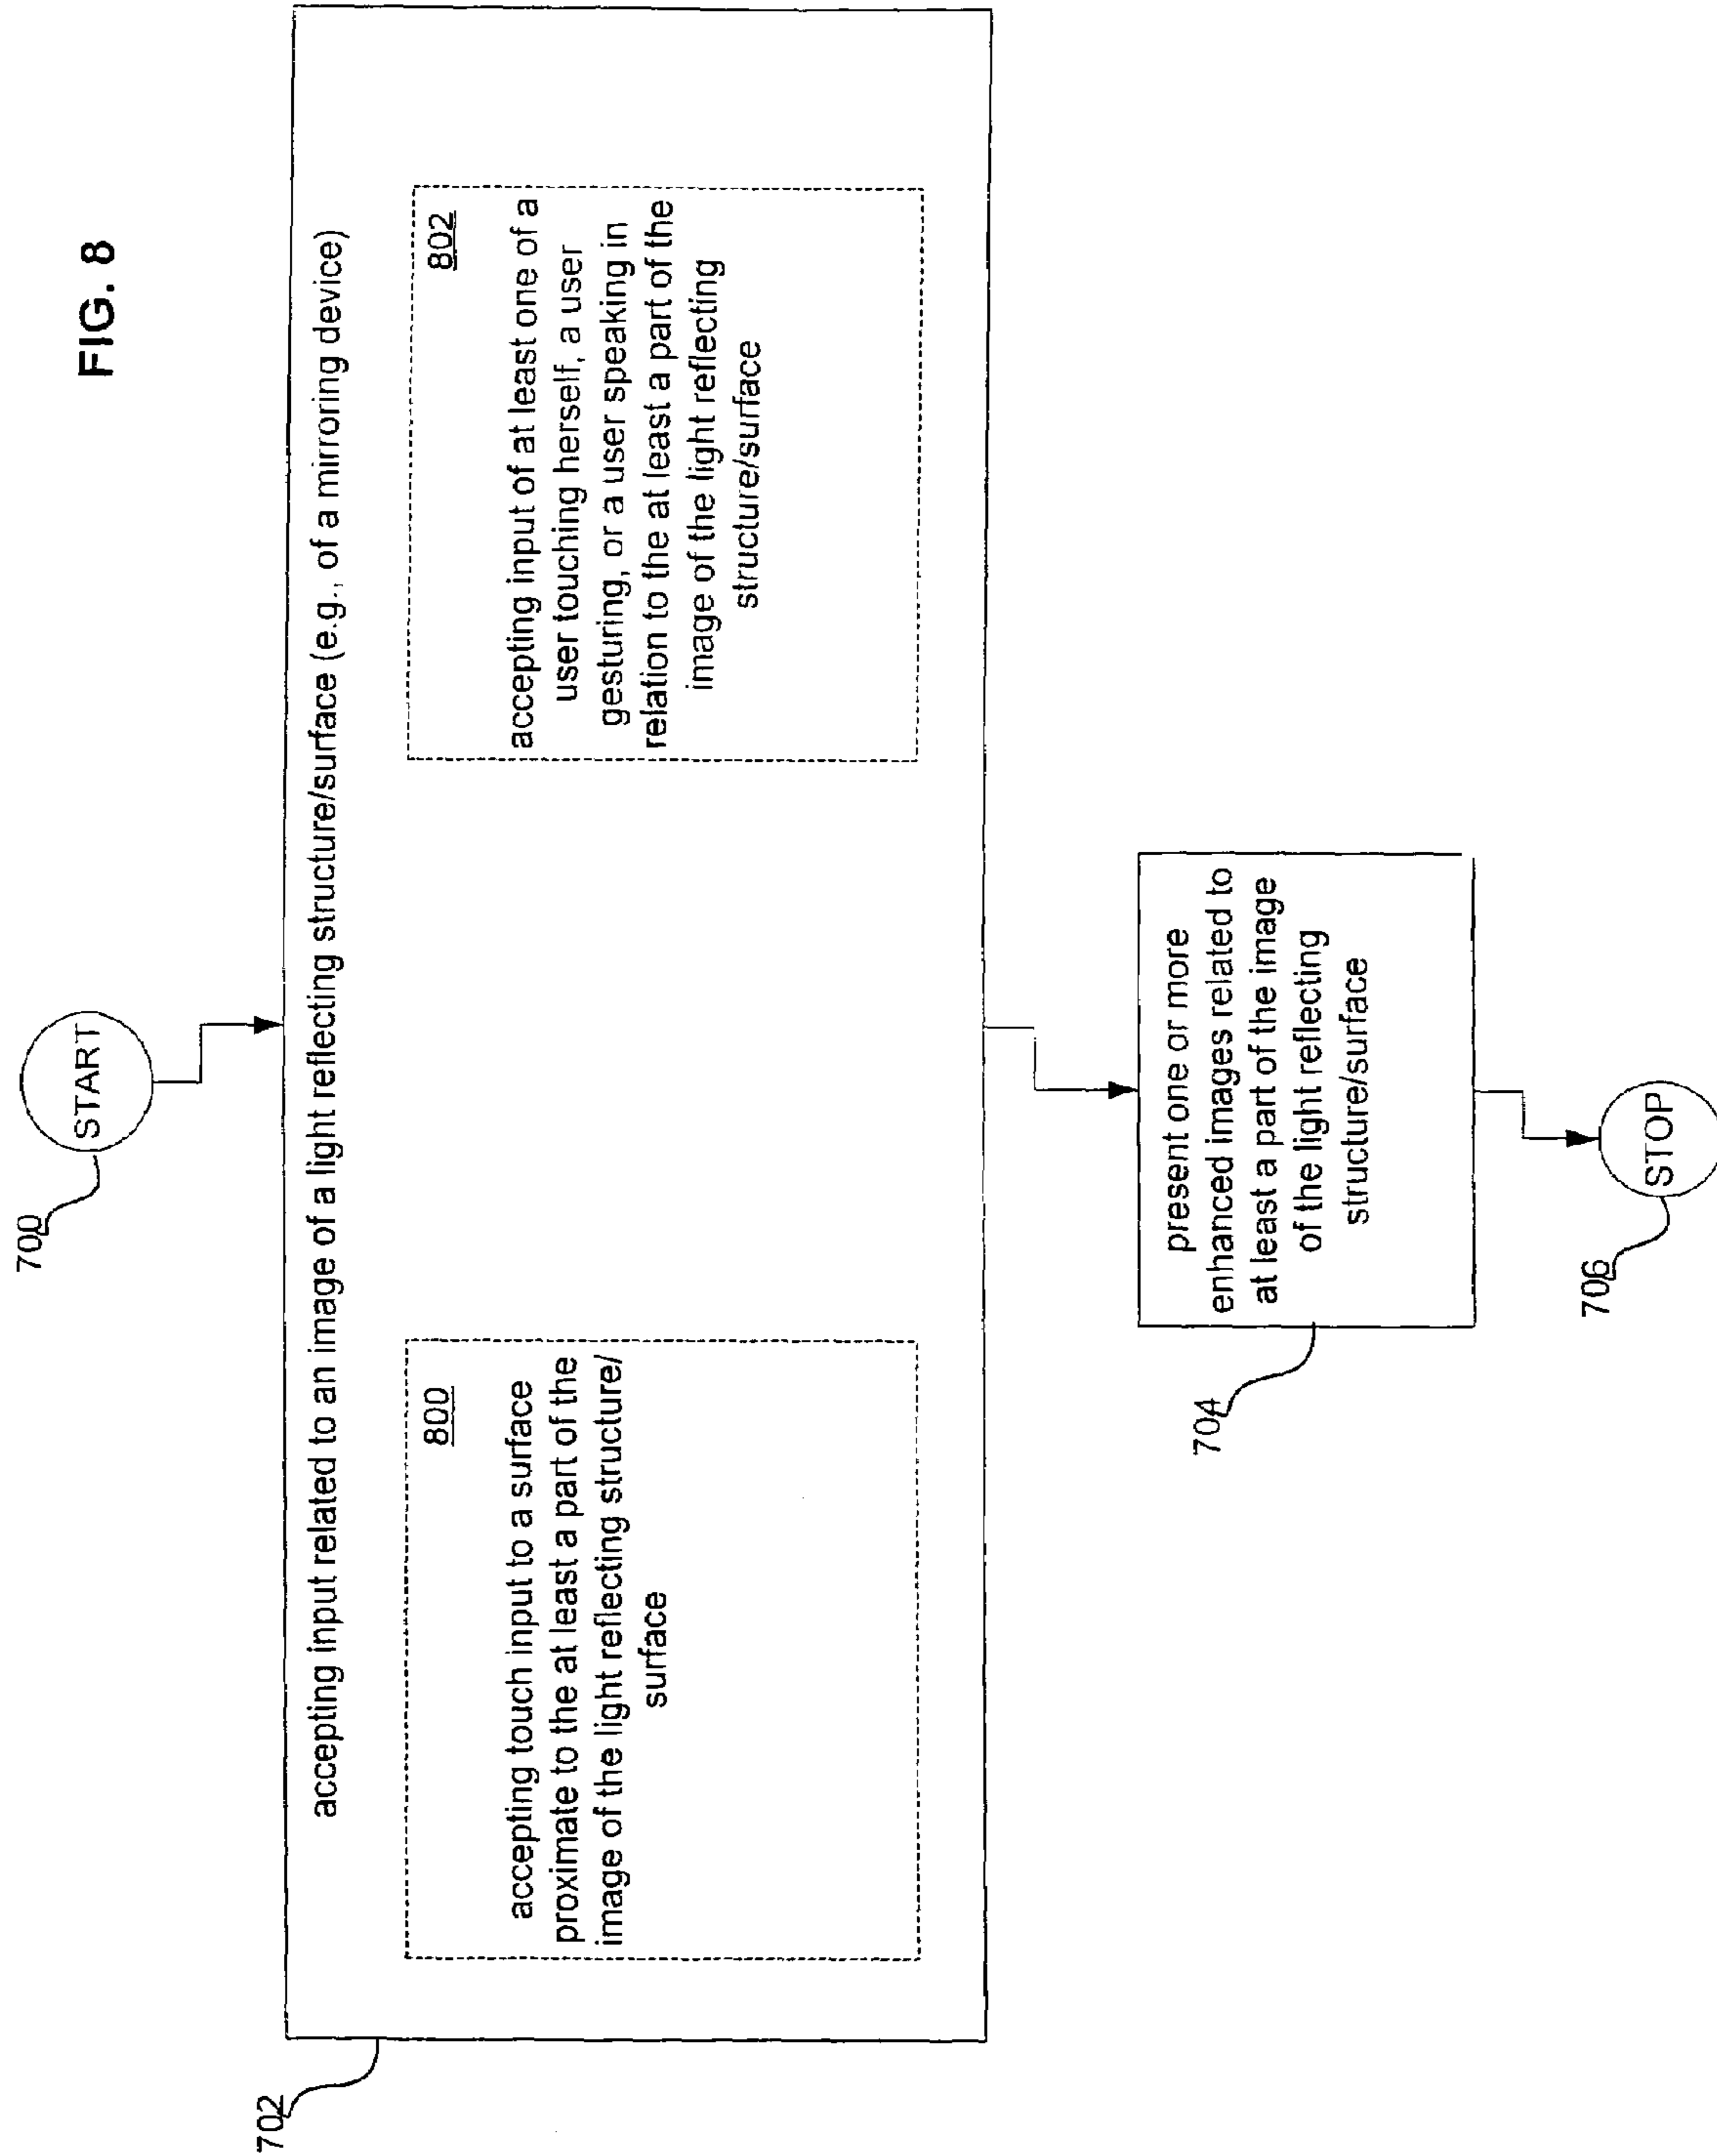 FIG. 8
START
700
accepting input related to an image of a light reflecting structure/surface (e.g., of a mirroring device)
702
800
accepting touch input to a surface
proximate to the at least a part of the
image of the light reflecting structure/
surface
802
accepting input of at least one of a
user touching herself, a user
gesturing, or a user speaking in
relation to the at least a part of the
image of the light reflecting
structure/surface
present one or more
enhanced images related to
at least a part of the image
of the light reflecting
structure/surface
704
STOP
706